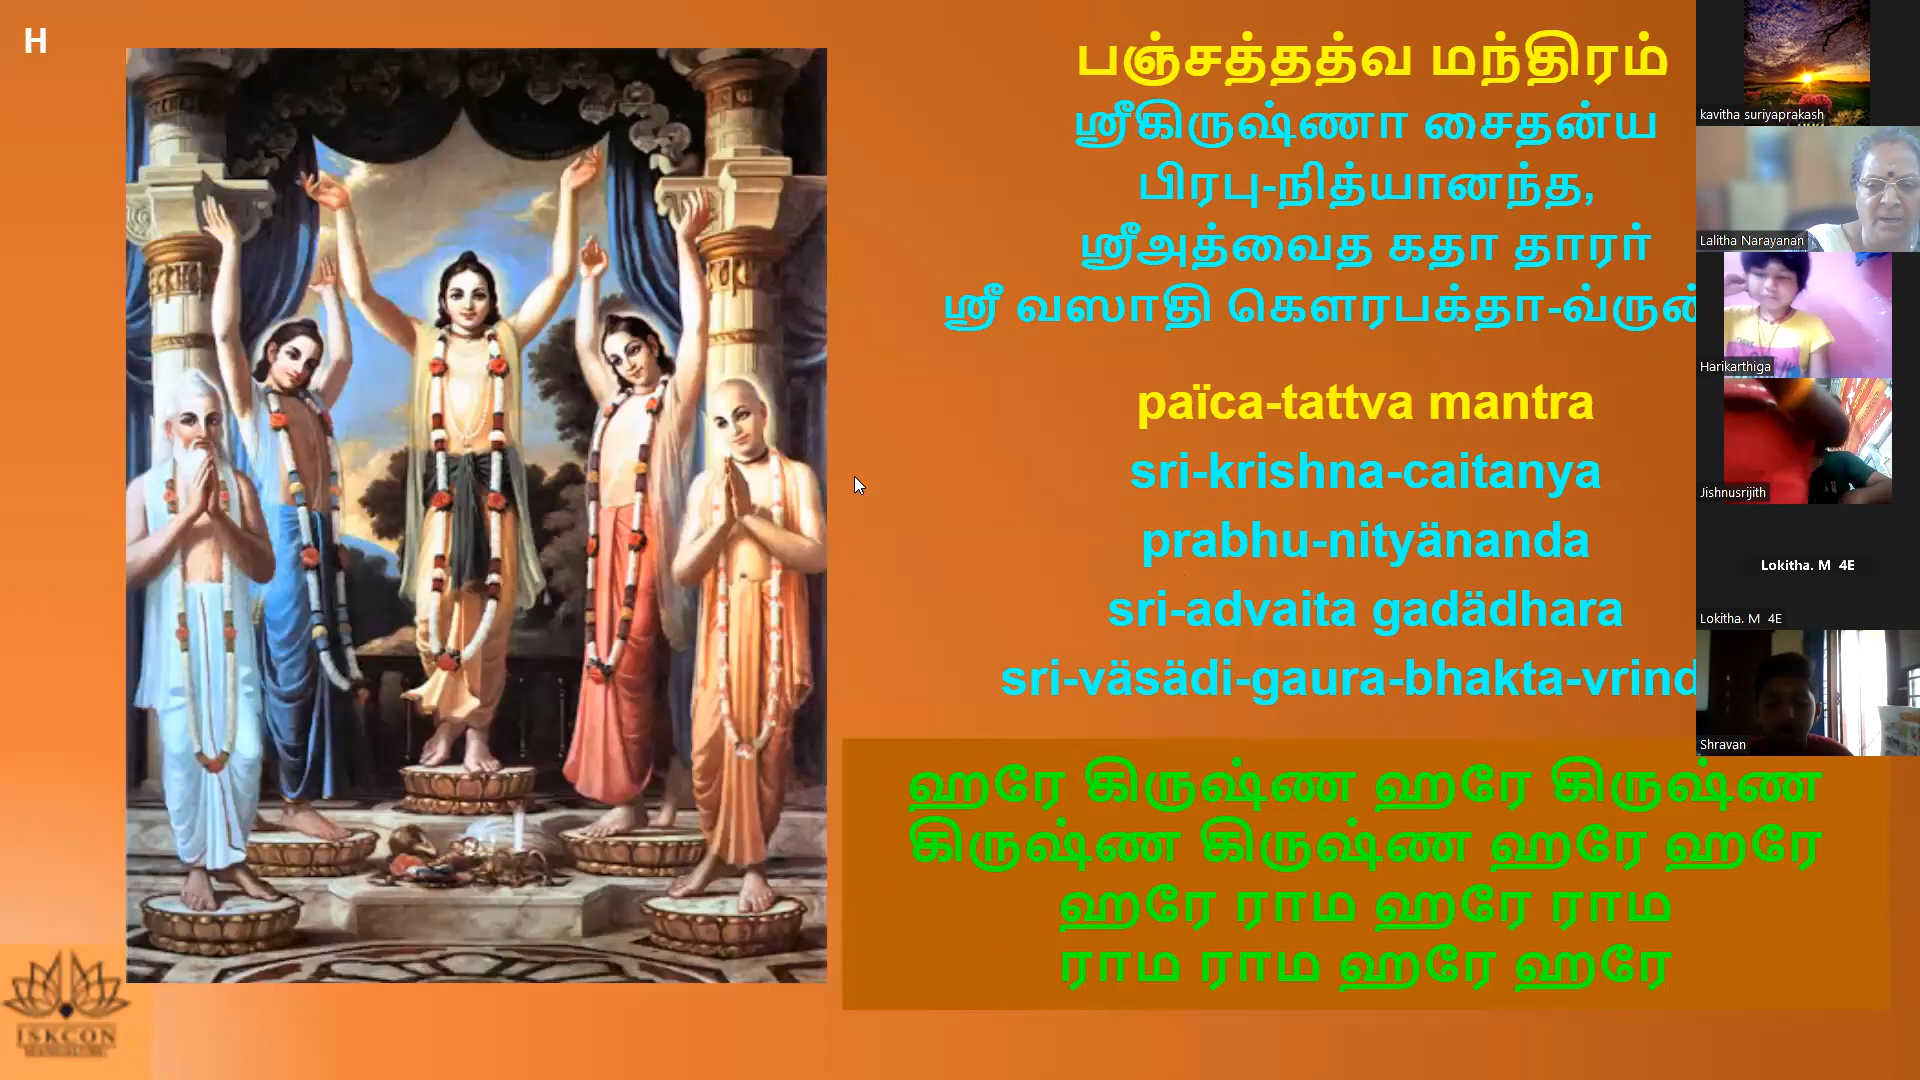 H
பஞ்சத்தத்வ மந்திரம்
ஸ்ரீகிருஷ்ணா சைதன்ய
பிரபு-நித்யானந்த,
ஸ்ரீஅத்வைத கதா தாரர்
ஸ்ரீ வஸாதி கௌரபக்தா-வ்ருன்
païca-tattva mantra
sri-krishna-caitanya
prabhu-nityänanda
sri-advaita gadädhara
sri-väsädi-gaura-bhakta-vrind
ஹரே கிருஷ்ண ஹரே கிருஷ்ண
கிருஷ்ண கிருஷ்ண ஹரே ஹரே
ஹரே ராம ஹரே ராம
ராம ராம ஹரே ஹரே
ISKCON
kavitha suriyaprakash
Lalitha Narayanan
Harikarthiga
Jishnusrijith
Lokitha. M 4E
Lokitha. M 4E
Shravan